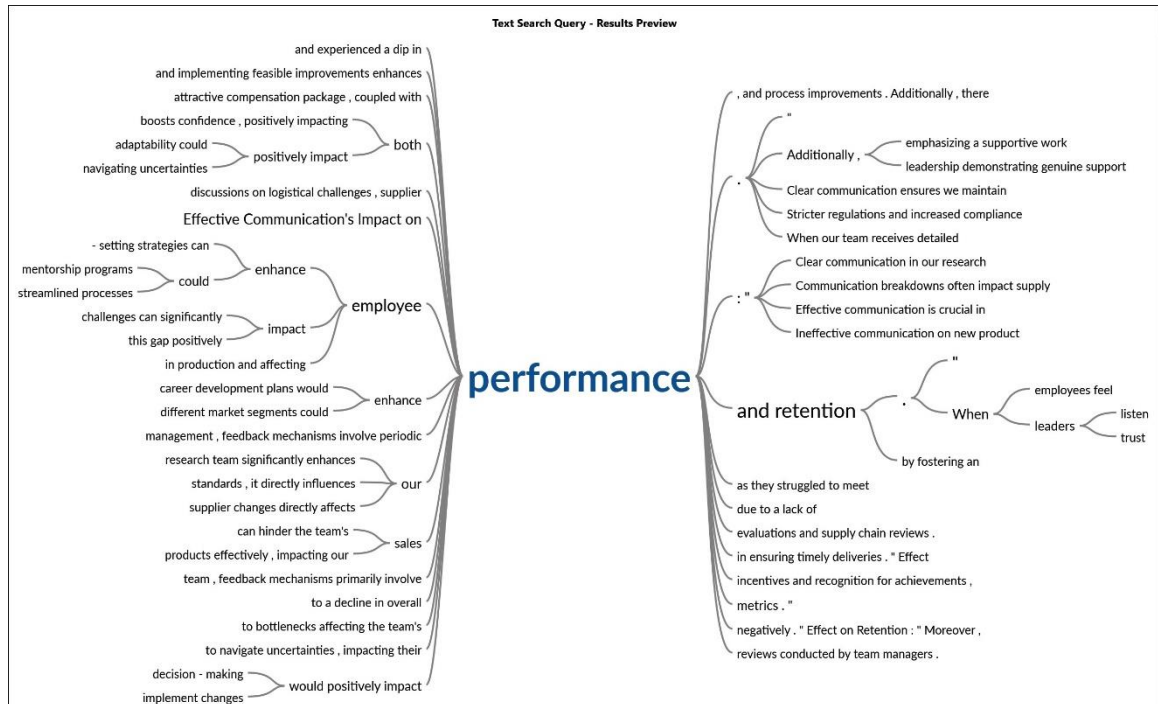 Text Search Query - Results Preview
and experienced a dip in
and implementing feasible improvements enhances
attractive compensation package , coupled with
boosts confidence , positively impacting
adaptability could
navigating uncertainties
positively impact
both
discussions on logistical challenges , supplier
Effective Communication's Impact on
- setting strategies can
mentorship programs
streamlined processes
could
enhance
challenges can significantly
this gap positively
impact
in production and affecting
employee
career development plans would
different market segments could
enhance
management , feedback mechanisms involve periodic
research team significantly enhances
standards , it directly influences
supplier changes directly affects
our
can hinder the team's
products effectively , impacting our
sales
team , feedback mechanisms primarily involve
to a decline in overall
to bottlenecks affecting the team's
to navigate uncertainties , impacting their
decision - making
implement changes
would positively impact
performance
, and process improvements . Additionally , there
.
"
Additionally ,
emphasizing a supportive work
leadership demonstrating genuine support
Clear communication ensures we maintain
Stricter regulations and increased compliance
When our team receives detailed
: "
Clear communication in our research
Communication breakdowns often impact supply
Effective communication is crucial in
Ineffective communication on new product
and retention
.
"
When
employees feel
leaders
listen
trust
by fostering an
as they struggled to meet
due to a lack of
evaluations and supply chain reviews .
in ensuring timely deliveries . " Effect
incentives and recognition for achievements ,
metrics . "
negatively . " Effect on Retention : " Moreover ,
reviews conducted by team managers .